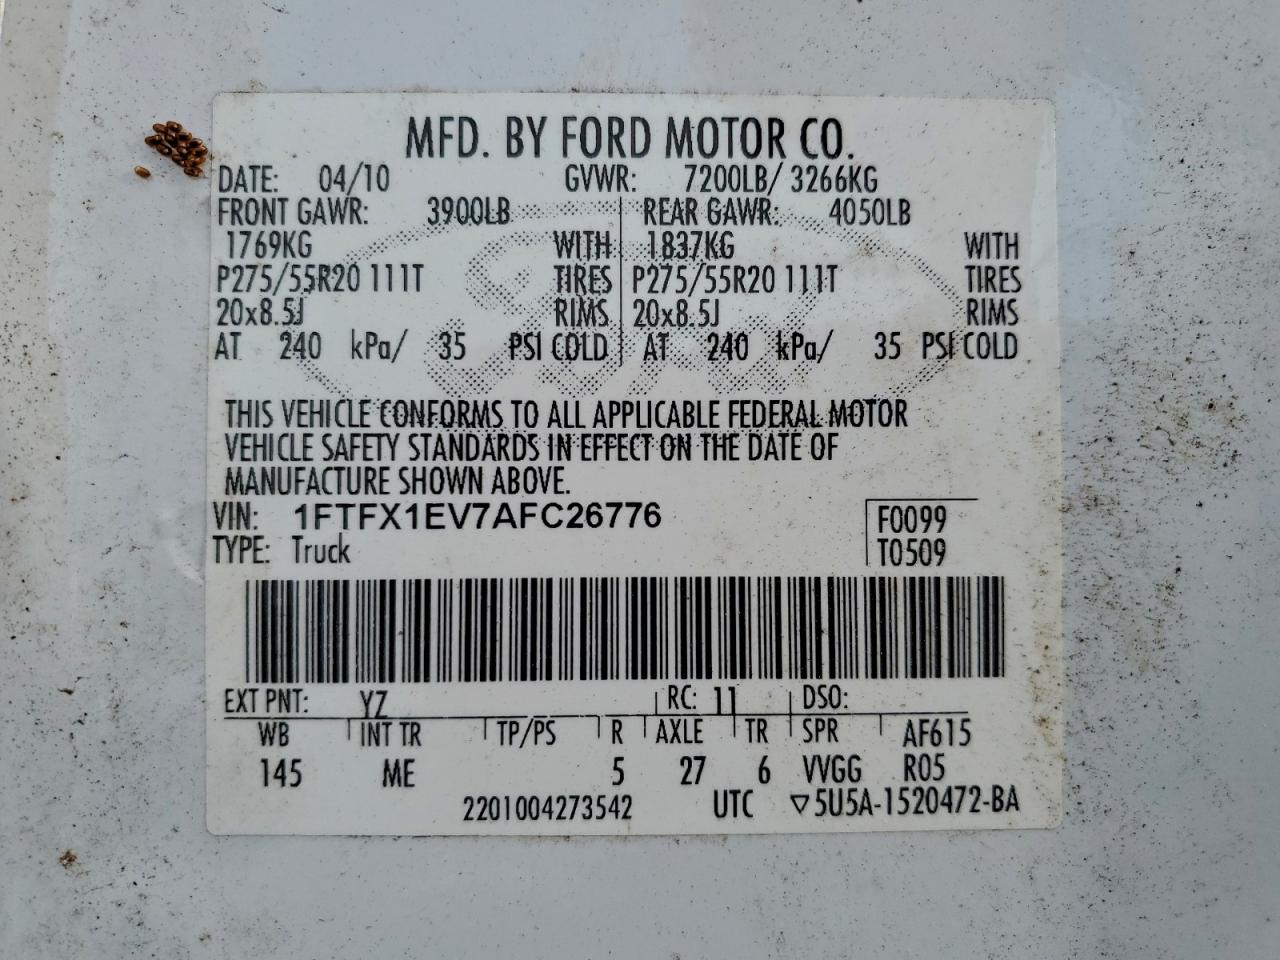 MFD. BY FORD MOTOR CO.
DATE: 04/10 GVWR: 7200LB/ 3266KG
FRONT GAWR: 3900LB REAR GAWR: 4050LB
1769KG WITH 1837KG WITH
P275/55R20 111T TIRES P275/55R20 111T TIRES
20x8.5J RIMS 20x8.5J RIMS
AT 240 kPa/ 35 PSI COLD AT 240 kPa/ 35 PSI COLD
THIS VEHICLE CONFORMS TO ALL APPLICABLE FEDERAL MOTOR
VEHICLE SAFETY STANDARDS IN EFFECT ON THE DATE OF
MANUFACTURE SHOWN ABOVE.
VIN: 1FTFX1EV7AFC26776 F0099
TYPE: Truck T0509
EXT PNT: YZ RC: 11 DSO:
WB INT TR TP/PS R AXLE TR SPR AF615
145 ME 5 27 6 VVGG R05
2201004273542 UTC ▽5U5A-1520472-BA